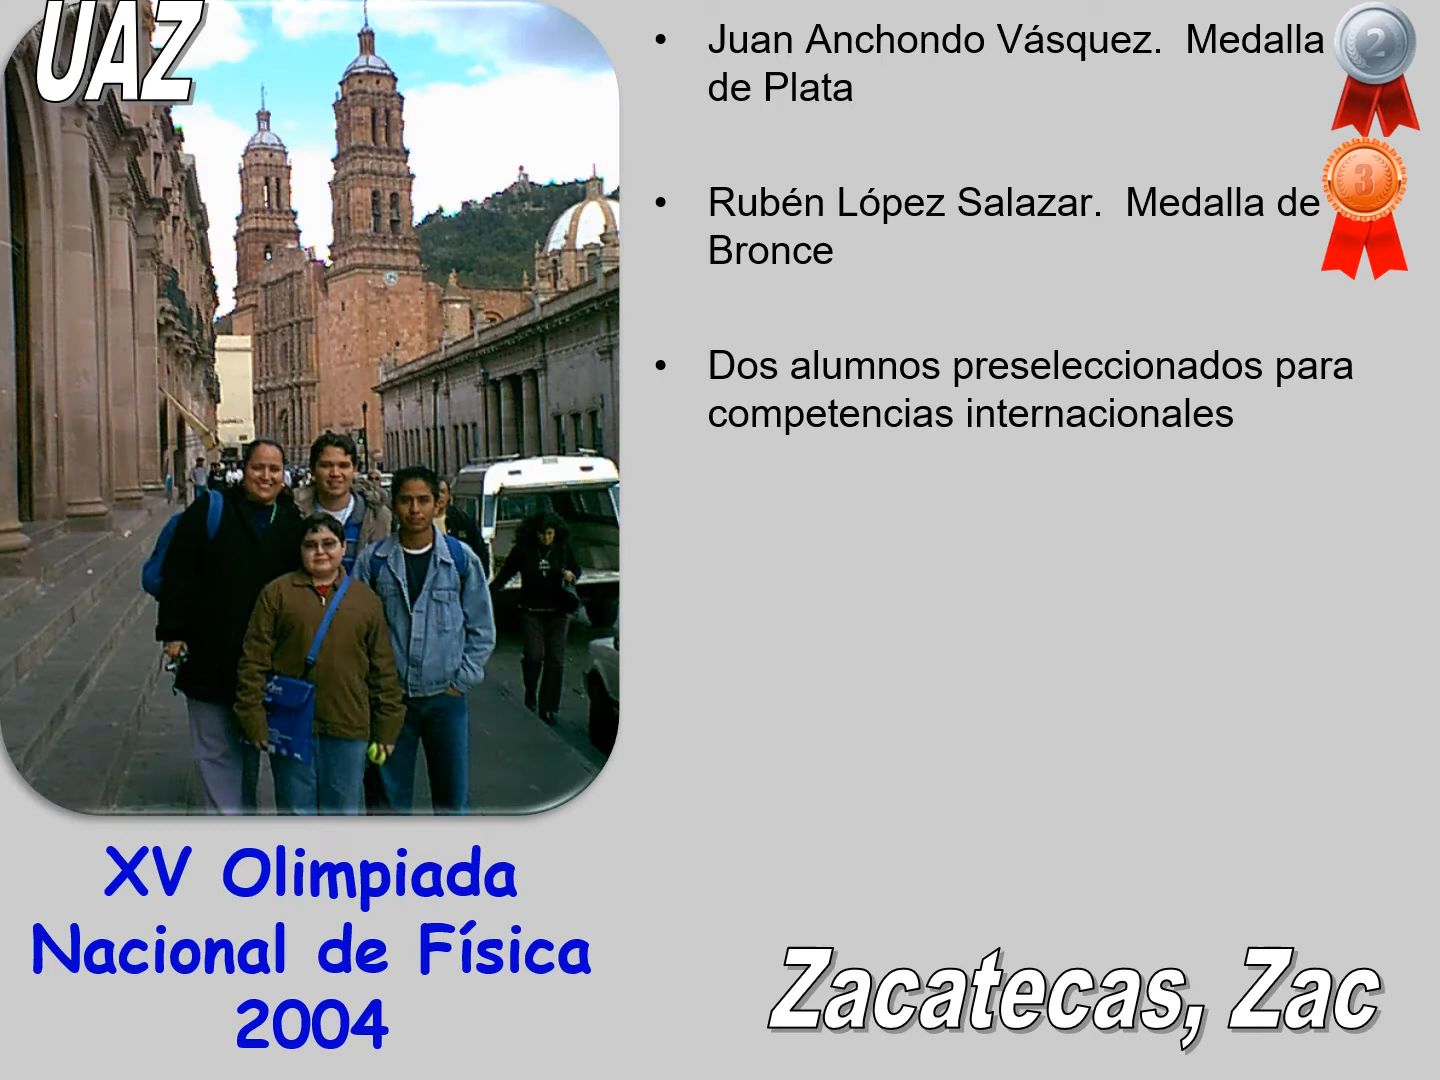 UAZ
• Juan Anchondo Vásquez.  Medalla
de Plata
2
• Rubén López Salazar.  Medalla de
Bronce
3
• Dos alumnos preseleccionados para
competencias internacionales
XV Olimpiada
Nacional de Física
2004
Zacatecas, Zac